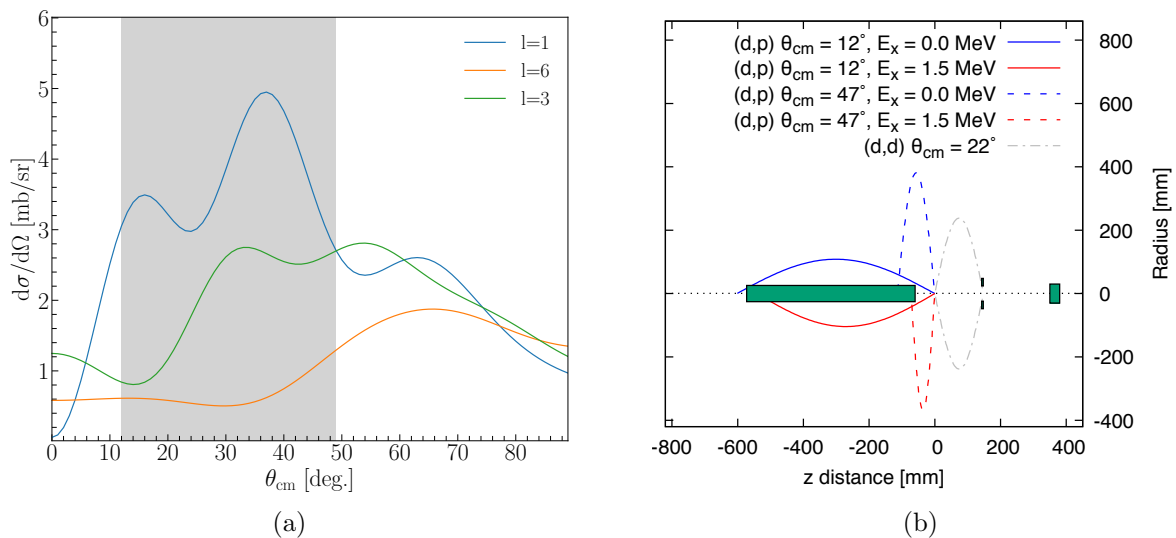 6
5
4
3
2
1
dσ/dΩ [mb/sr]
l=1
l=6
l=3
0 10 20 30 40 50 60 70 80
θcm [deg.]
(a)
(d,p) θcm = 12°, Ex = 0.0 MeV
(d,p) θcm = 12°, Ex = 1.5 MeV
(d,p) θcm = 47°, Ex = 0.0 MeV
(d,p) θcm = 47°, Ex = 1.5 MeV
(d,d) θcm = 22°
800
600
400
200
0
-200
-400
Radius [mm]
-800 -600 -400 -200 0 200 400
z distance [mm]
(b)